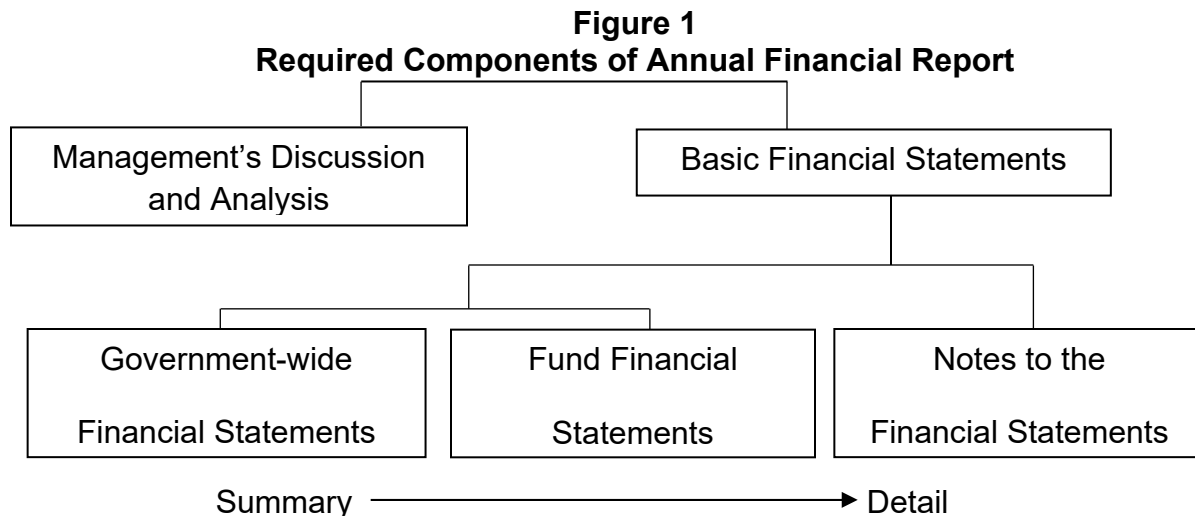 Figure 1
Required Components of Annual Financial Report
Management’s Discussion
and Analysis
Basic Financial Statements
Government-wide
Financial Statements
Fund Financial
Statements
Notes to the
Financial Statements
Summary
Detail